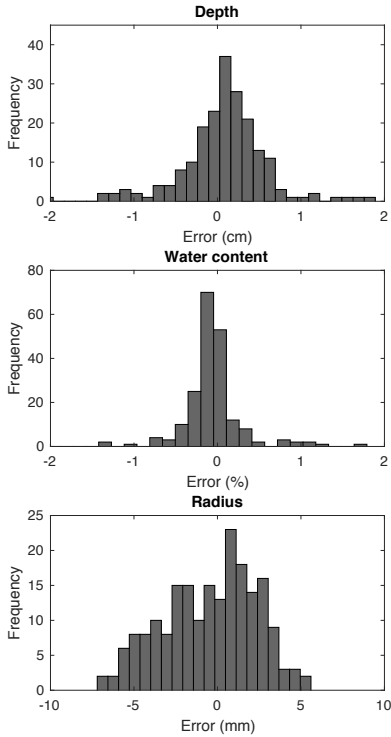 Depth
40
30
20
10
0
Frequency
-2 -1 0 1 2
Error (cm)
Water content
80
60
40
20
0
Frequency
-2 -1 0 1 2
Error (%)
Radius
25
20
15
10
5
0
Frequency
-10 -5 0 5 10
Error (mm)